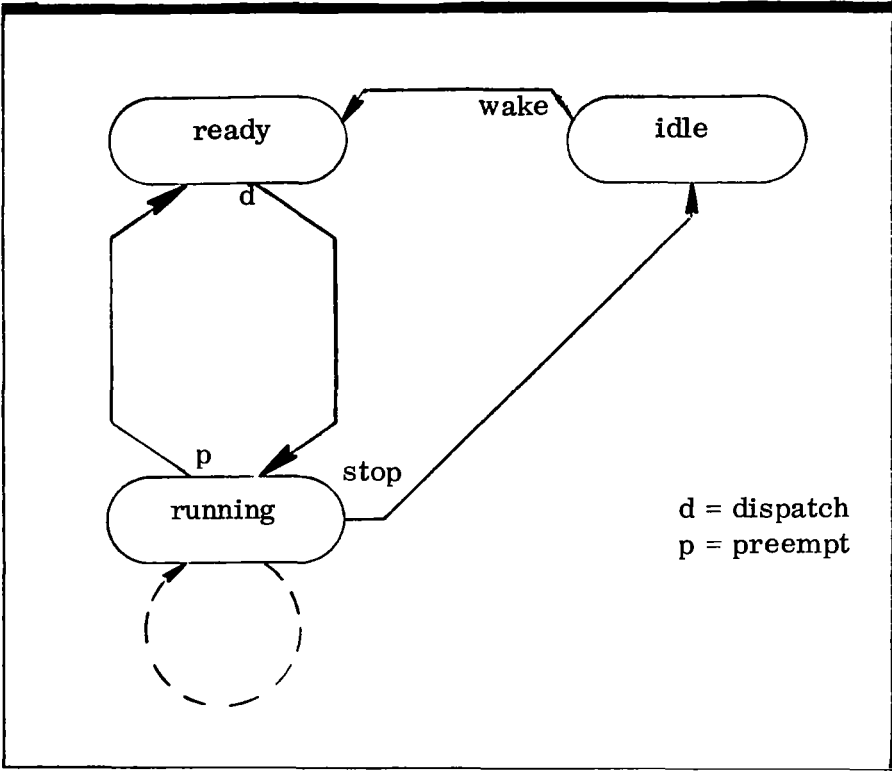 wake
ready
idle
d
p
stop
running
d = dispatch
p = preempt